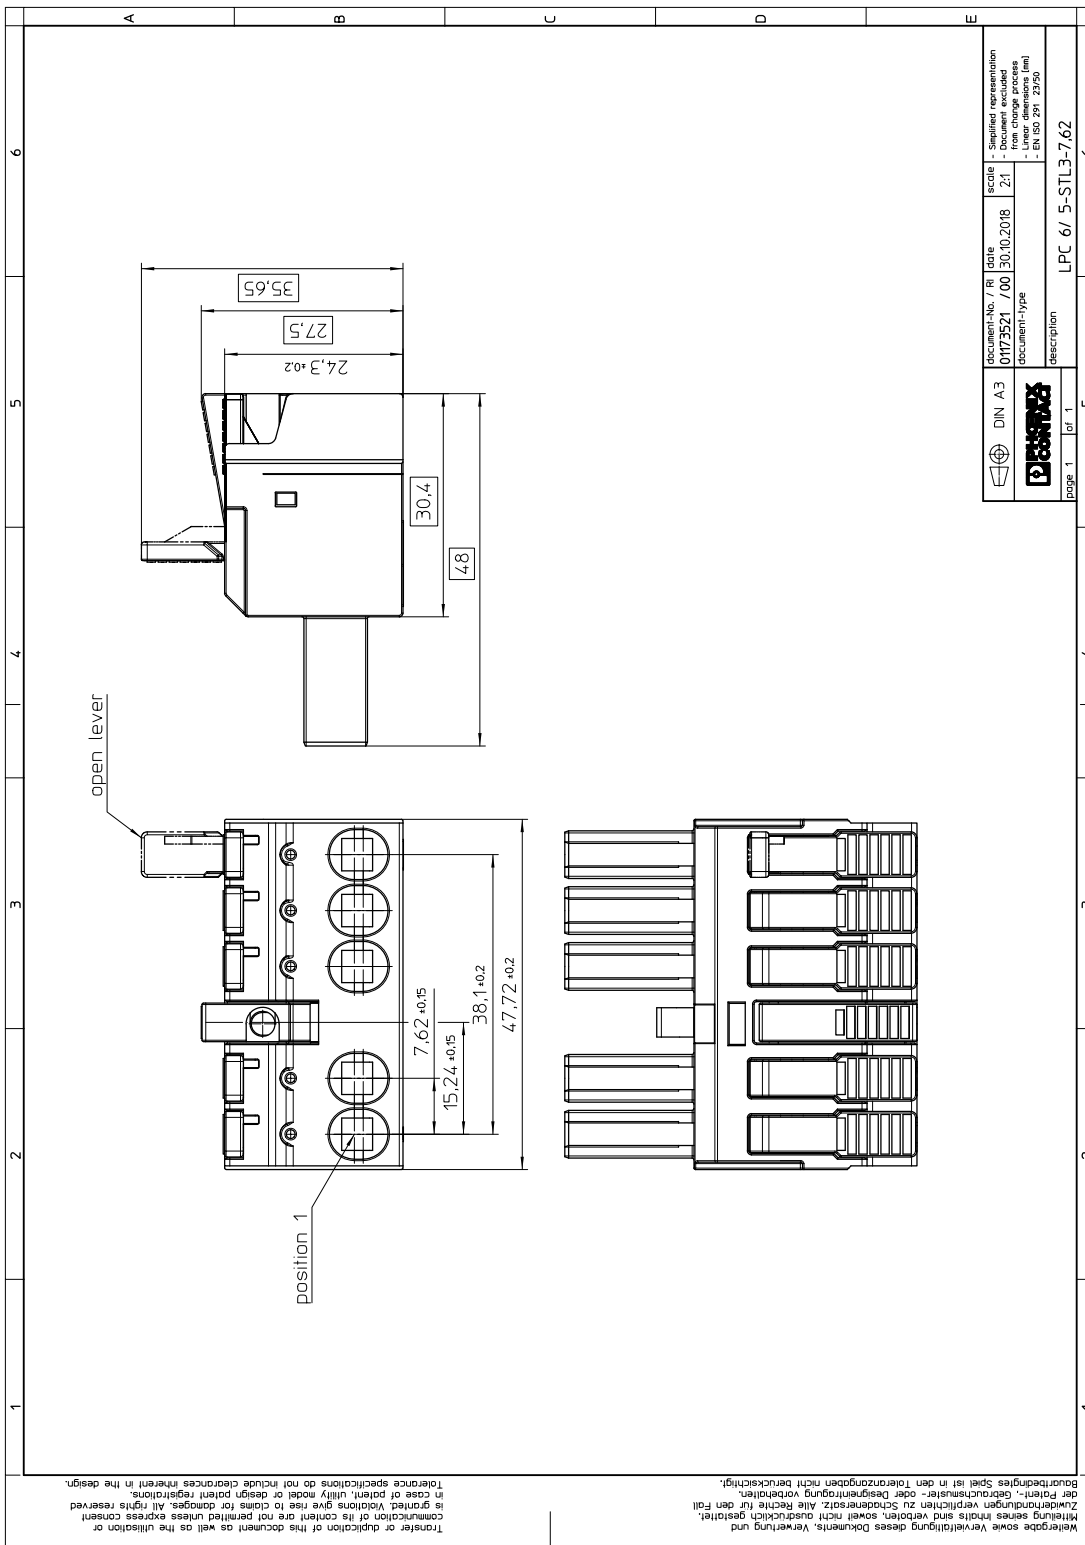 A
B
C
D
E
6
5
4
3
2
1
6
5
4
3
2
1
35,65
27,5
24,3 ±0,2
30,4
48
open lever
position 1
7,62 ±0,15
15,24 ±0,15
38,1 ±0,2
47,72 ±0,2
DIN A3
PHOENIX
CONTACT
page 1
of 1
document-No. / RI
01173521 / 00
date
30.10.2018
scale
2:1
- Simplified representation
- Document excluded
from change process
- Linear dimensions [mm]
- EN ISO 291 23/50
document-type
description
LPC 6/ 5-STL3-7,62
Transfer or duplication of this document as well as the utilisation or
communication of its content are not permitted unless express consent
is granted. Violations give rise to claims for damages. All rights reserved
in case of patent, utility model or design patent registrations.
Tolerance specifications do not include clearances inherent in the design.
Weitergabe sowie Vervielfältigung dieses Dokuments, Verwertung und
Mitteilung seines Inhalts sind verboten, soweit nicht ausdrücklich gestattet.
Zuwiderhandlungen verpflichten zu Schadenersatz. Alle Rechte für den Fall
der Patent-, Gebrauchsmuster- oder Designeintragung vorbehalten.
Bauartbedingtes Spiel ist in den Toleranzangaben nicht berücksichtigt.